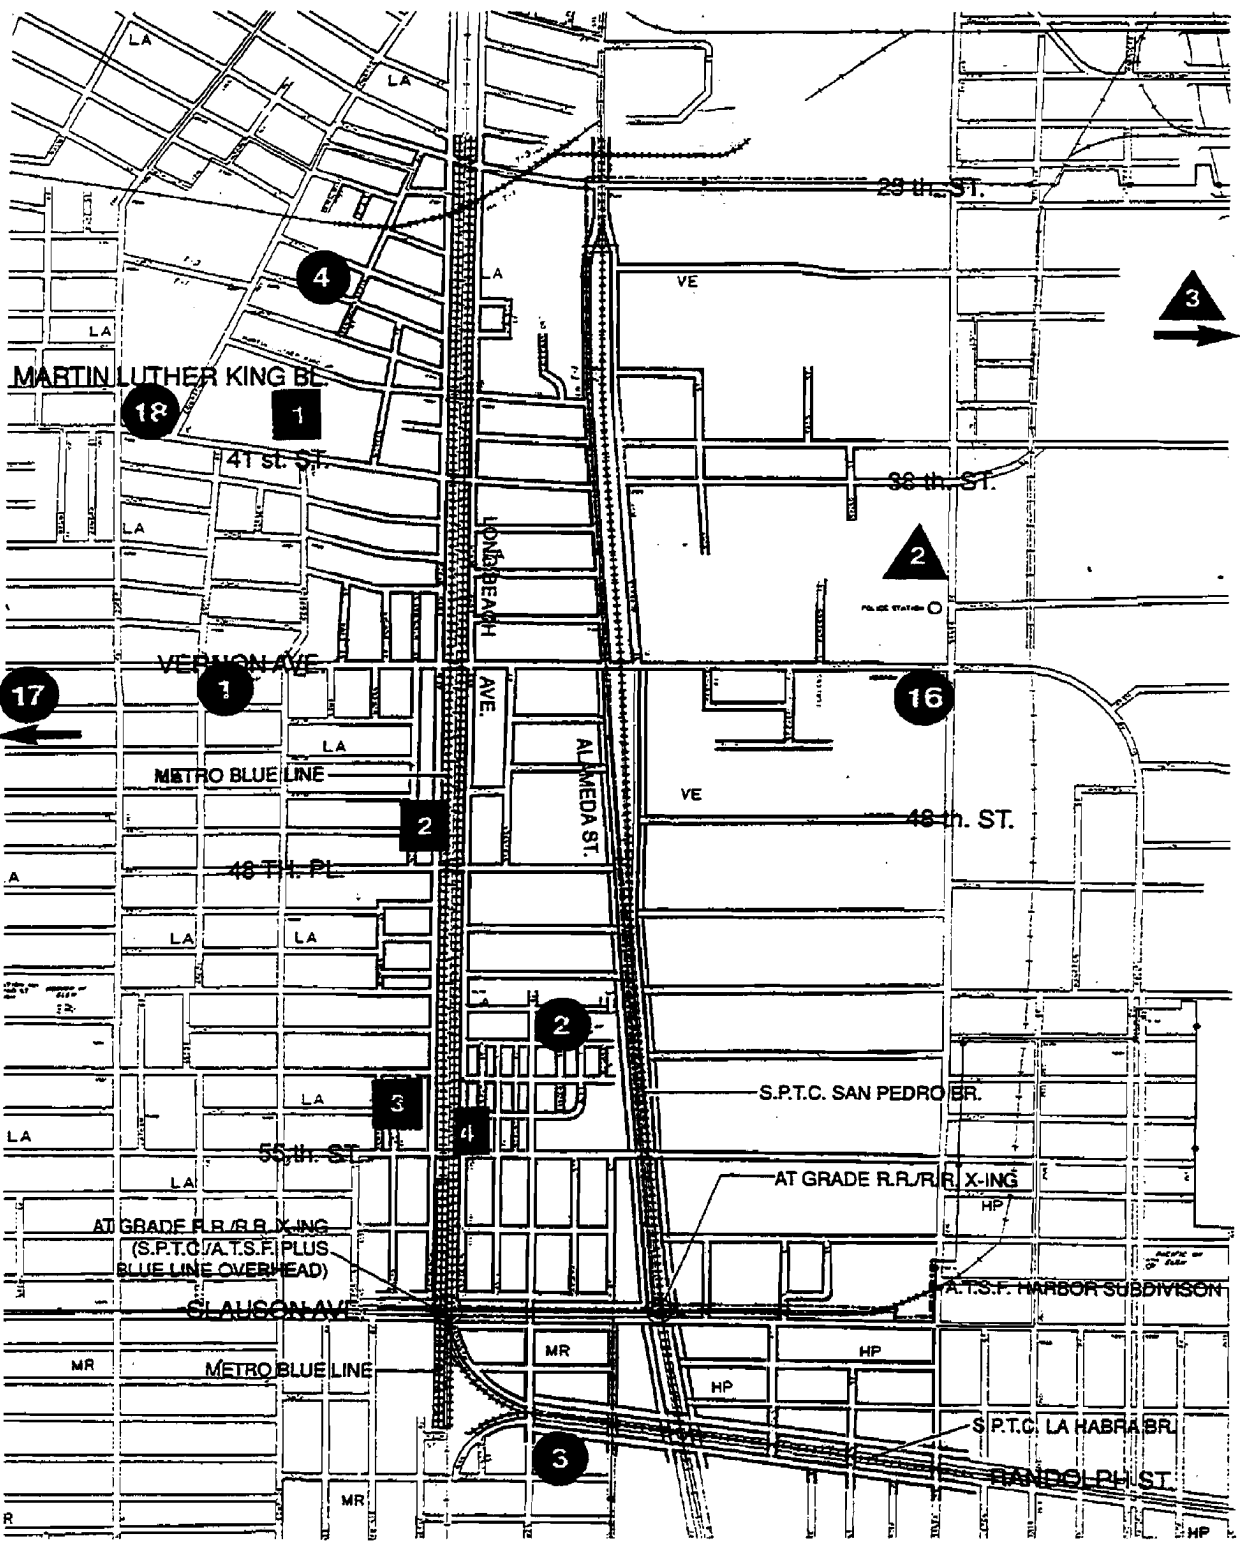 LA
LA
25 th. ST.
4
LA
VE
3
LA
MARTIN LUTHER KING BL.
18
1
41 st. ST.
38 th. ST.
LA
LONG BEACH
2
POLICE STATION
VERNON AVE.
17
1
AVE.
16
LA
ALAMEDA ST.
METRO BLUE LINE
VE
2
48 th. ST.
48 TH. PL.
A
LA
LA
2
S.P.T.C. SAN PEDRO BR.
LA
3
4
LA
55 th. ST.
LA
AT GRADE R.R./R.R. X-ING
HP
AT GRADE R.R./R.R. X-ING
(S.P.T.C./A.T.S.F. PLUS
BLUE LINE OVERHEAD)
A.T.S.F. HARBOR SUBDIVISON
SLAUSON AVE
MR
MR
HP
METRO BLUE LINE
HP
S.P.T.C. LA HABRA BR.
3
RANDOLPH ST.
MR
R
HP